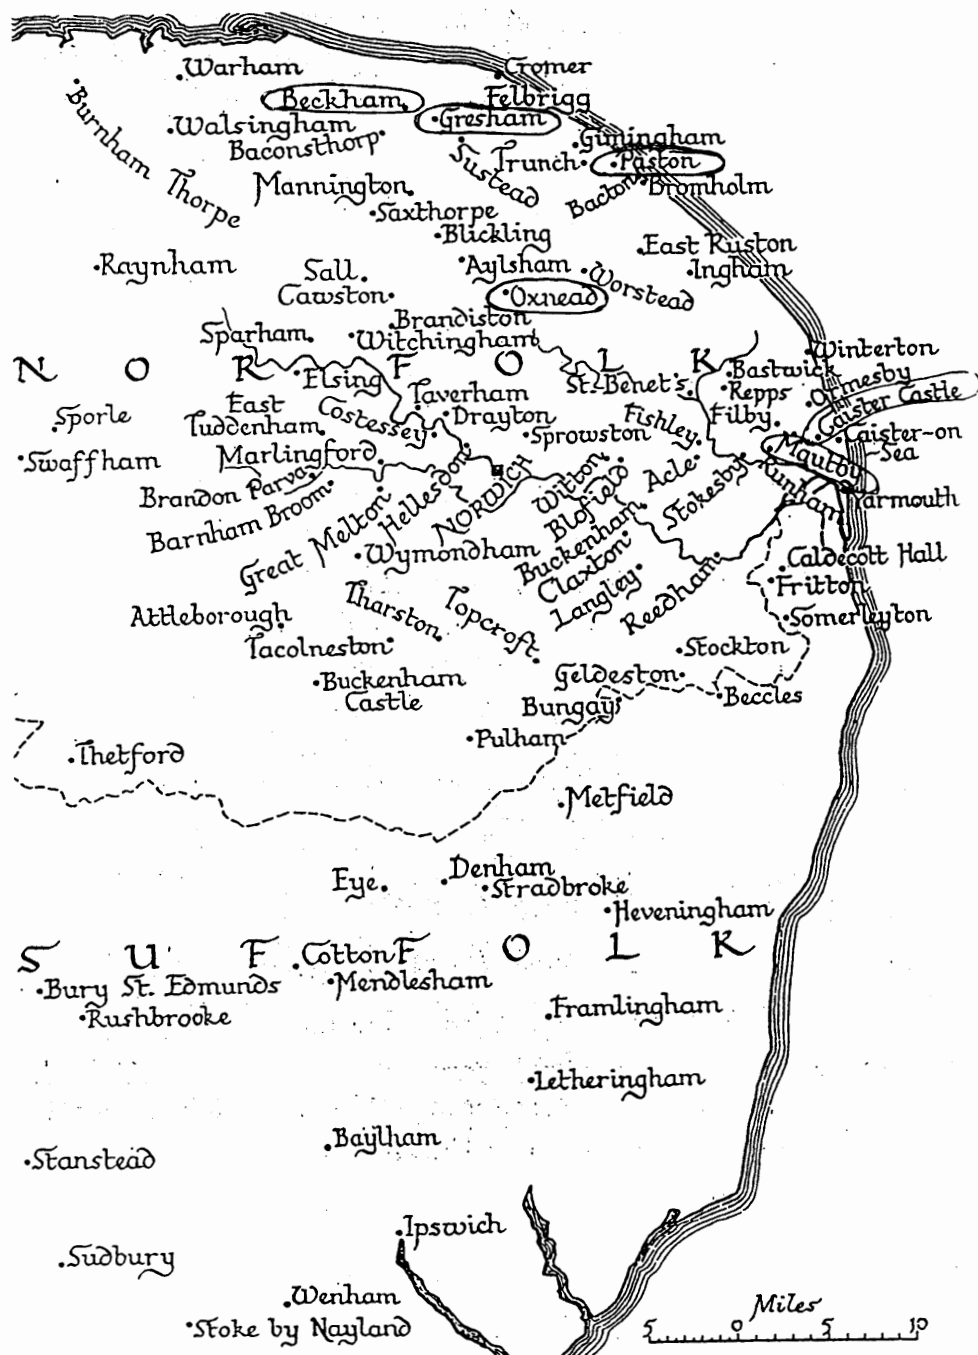 Warham
Cromer
Beckham
Felbrigg
Burnham Thorpe
Walsingham
Gresham
Baconsthorp
Gimingham
Sustead
Trunch
Paston
Mannington
Bacton
Bromholm
Saxthorpe
Blickling
East Ruston
Raynham
Sall
Aylsham
Worstead
Ingham
Cawston
Oxnead
Brandiston
Sparham
Witchingham
Winterton
NORFOLK
Elsing
St. Benet's
Bastwick
Sporle
East
Tuddenham
Costessey
Taverham
Drayton
Repps
Ormesby
Fishley
Filby
Caister Castle
Swaffham
Marlingford
Sprowston
Caister-on
-Sea
Mautby
Brandon Parva
Hellesdon
NORWICH
Witton
Acle
Stokesby
Runham
Yarmouth
Barnham Broom
Blofield
Great Melton
Wymondham
Buckenham
Claxton
Caldecott Hall
Langley
Reedham
Fritton
Attleborough
Tharston
Topcroft
Somerleyton
Tacolneston
Stockton
Buckenham
Castle
Geldeston
Beccles
Bungay
Pulham
Thetford
Metfield
Eye
Denham
Stradbroke
Heveningham
SUFFOLK
Cotton
Bury St. Edmunds
Mendlesham
Rushbrooke
Framlingham
Letheringham
Baylham
Stanstead
Ipswich
Sudbury
Wenham
Stoke by Nayland
Miles
5 0 5 10